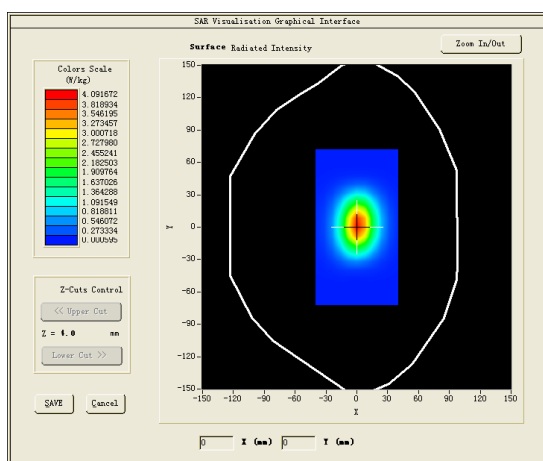 SAR Visualisation Graphical Interface
Surface Radiated Intensity
Zoom In/Out
Colors Scale
(W/kg)
4.091672
3.818934
3.546195
3.273457
3.000718
2.727980
2.455241
2.182503
1.909764
1.637026
1.364288
1.091549
0.818811
0.546072
0.273334
0.000595
Z-Cuts Control
<< Upper Cut
Z = 4.0 mm
Lower Cut >>
SAVE Cancel
150
120
90
60
30
0
-30
-60
-90
-120
-150
Y
-150 -120 -90 -60 -30 0 30 60 90 120 150
X
0 X (mm) 0 Y (mm)